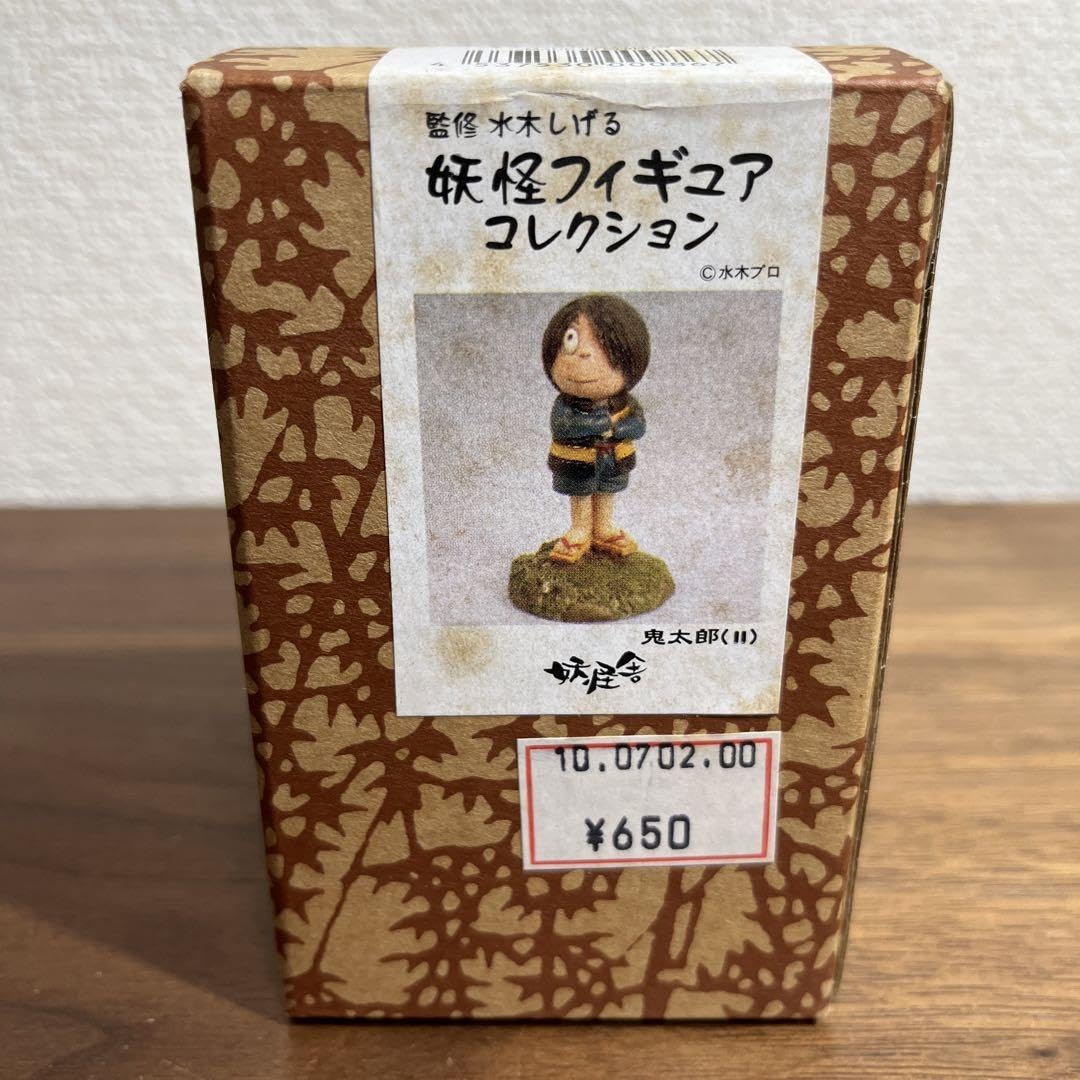 監修 水木しげる
妖怪フィギュア
コレクション
©水木プロ
鬼太郎(II)
妖怪舎
10.0702.00
¥650